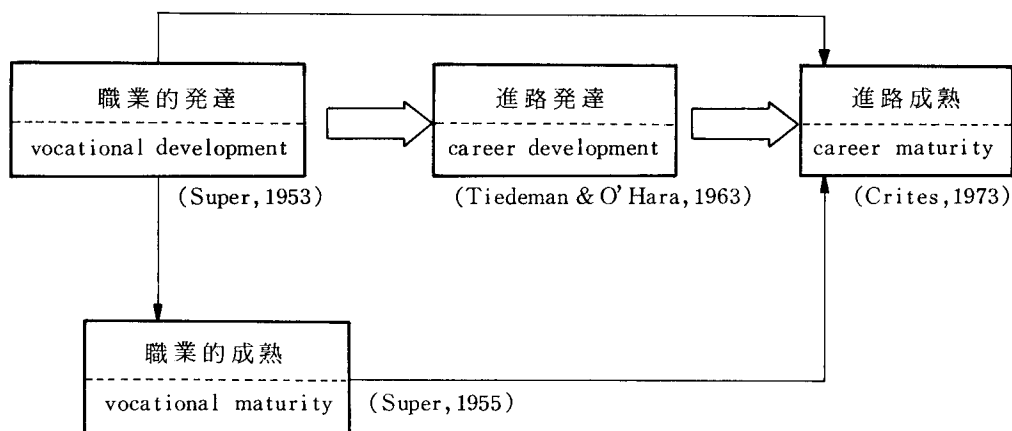 職業的発達
vocational development
(Super, 1953)
進路発達
career development
(Tiedeman & O' Hara, 1963)
進路成熟
career maturity
(Crites, 1973)
職業的成熟
vocational maturity
(Super, 1955)